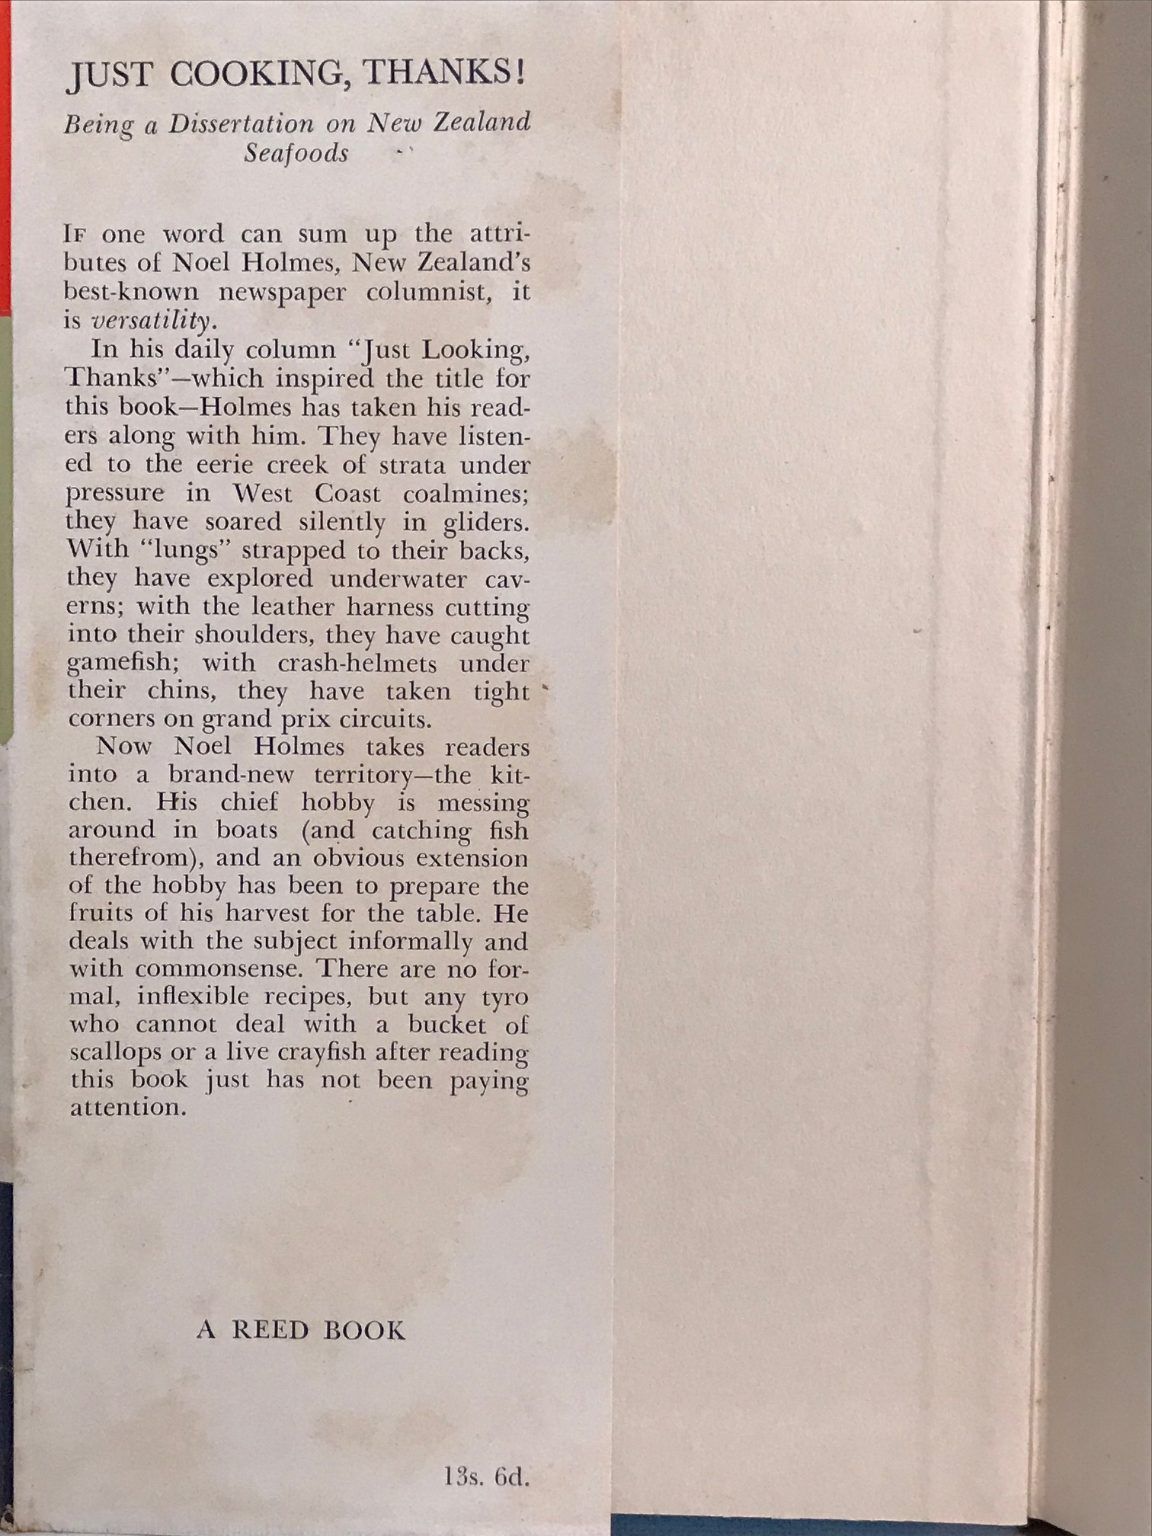 JUST COOKING, THANKS!
Being a Dissertation on New Zealand
Seafoods
IF one word can sum up the attri-
butes of Noel Holmes, New Zealand's
best-known newspaper columnist, it
is versatility.
In his daily column "Just Looking,
Thanks"—which inspired the title for
this book—Holmes has taken his read-
ers along with him. They have listen-
ed to the eerie creek of strata under
pressure in West Coast coalmines;
they have soared silently in gliders.
With "lungs" strapped to their backs,
they have explored underwater cav-
erns; with the leather harness cutting
into their shoulders, they have caught
gamefish; with crash-helmets under
their chins, they have taken tight
corners on grand prix circuits.
Now Noel Holmes takes readers
into a brand-new territory—the kit-
chen. His chief hobby is messing
around in boats (and catching fish
therefrom), and an obvious extension
of the hobby has been to prepare the
fruits of his harvest for the table. He
deals with the subject informally and
with commonsense. There are no for-
mal, inflexible recipes, but any tyro
who cannot deal with a bucket of
scallops or a live crayfish after reading
this book just has not been paying
attention.
A REED BOOK
13s. 6d.